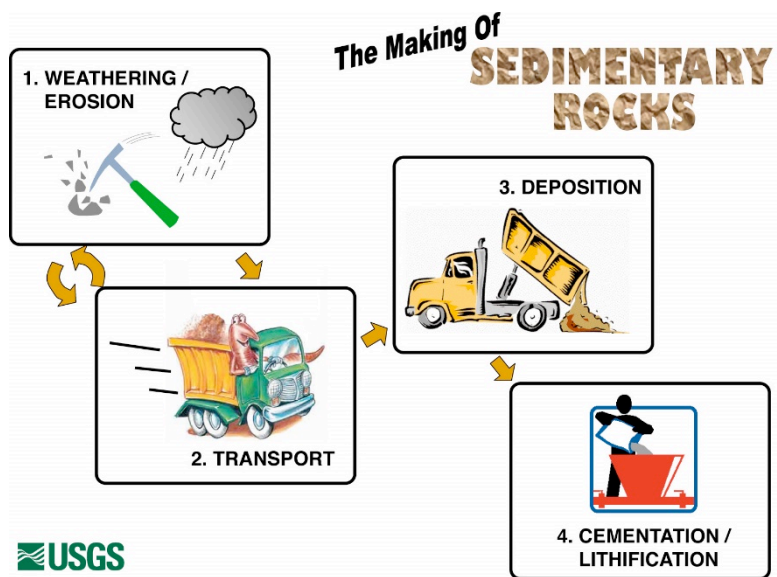 The Making Of
SEDIMENTARY
ROCKS
1. WEATHERING /
EROSION
2. TRANSPORT
3. DEPOSITION
4. CEMENTATION /
LITHIFICATION
USGS